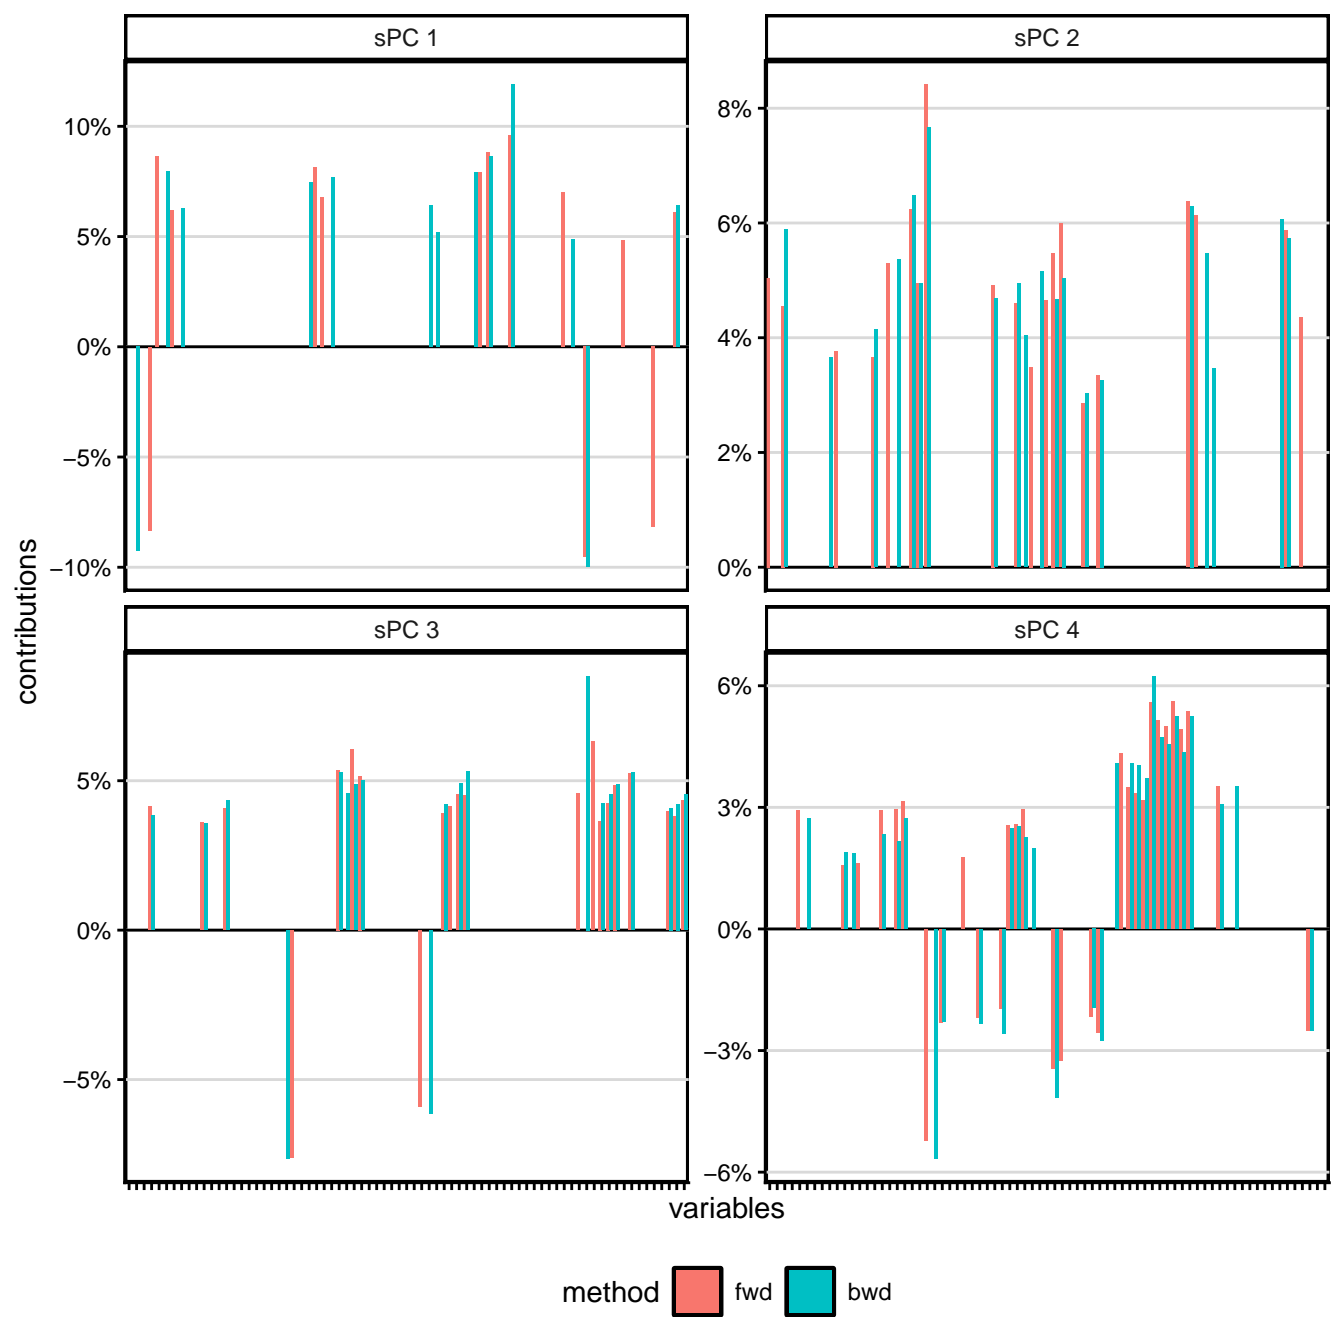 sPC 1
sPC 2
10%
5%
0%
−5%
−10%
8%
6%
4%
2%
0%
contributions
sPC 3
sPC 4
5%
0%
−5%
6%
3%
0%
−3%
−6%
variables
method fwd bwd